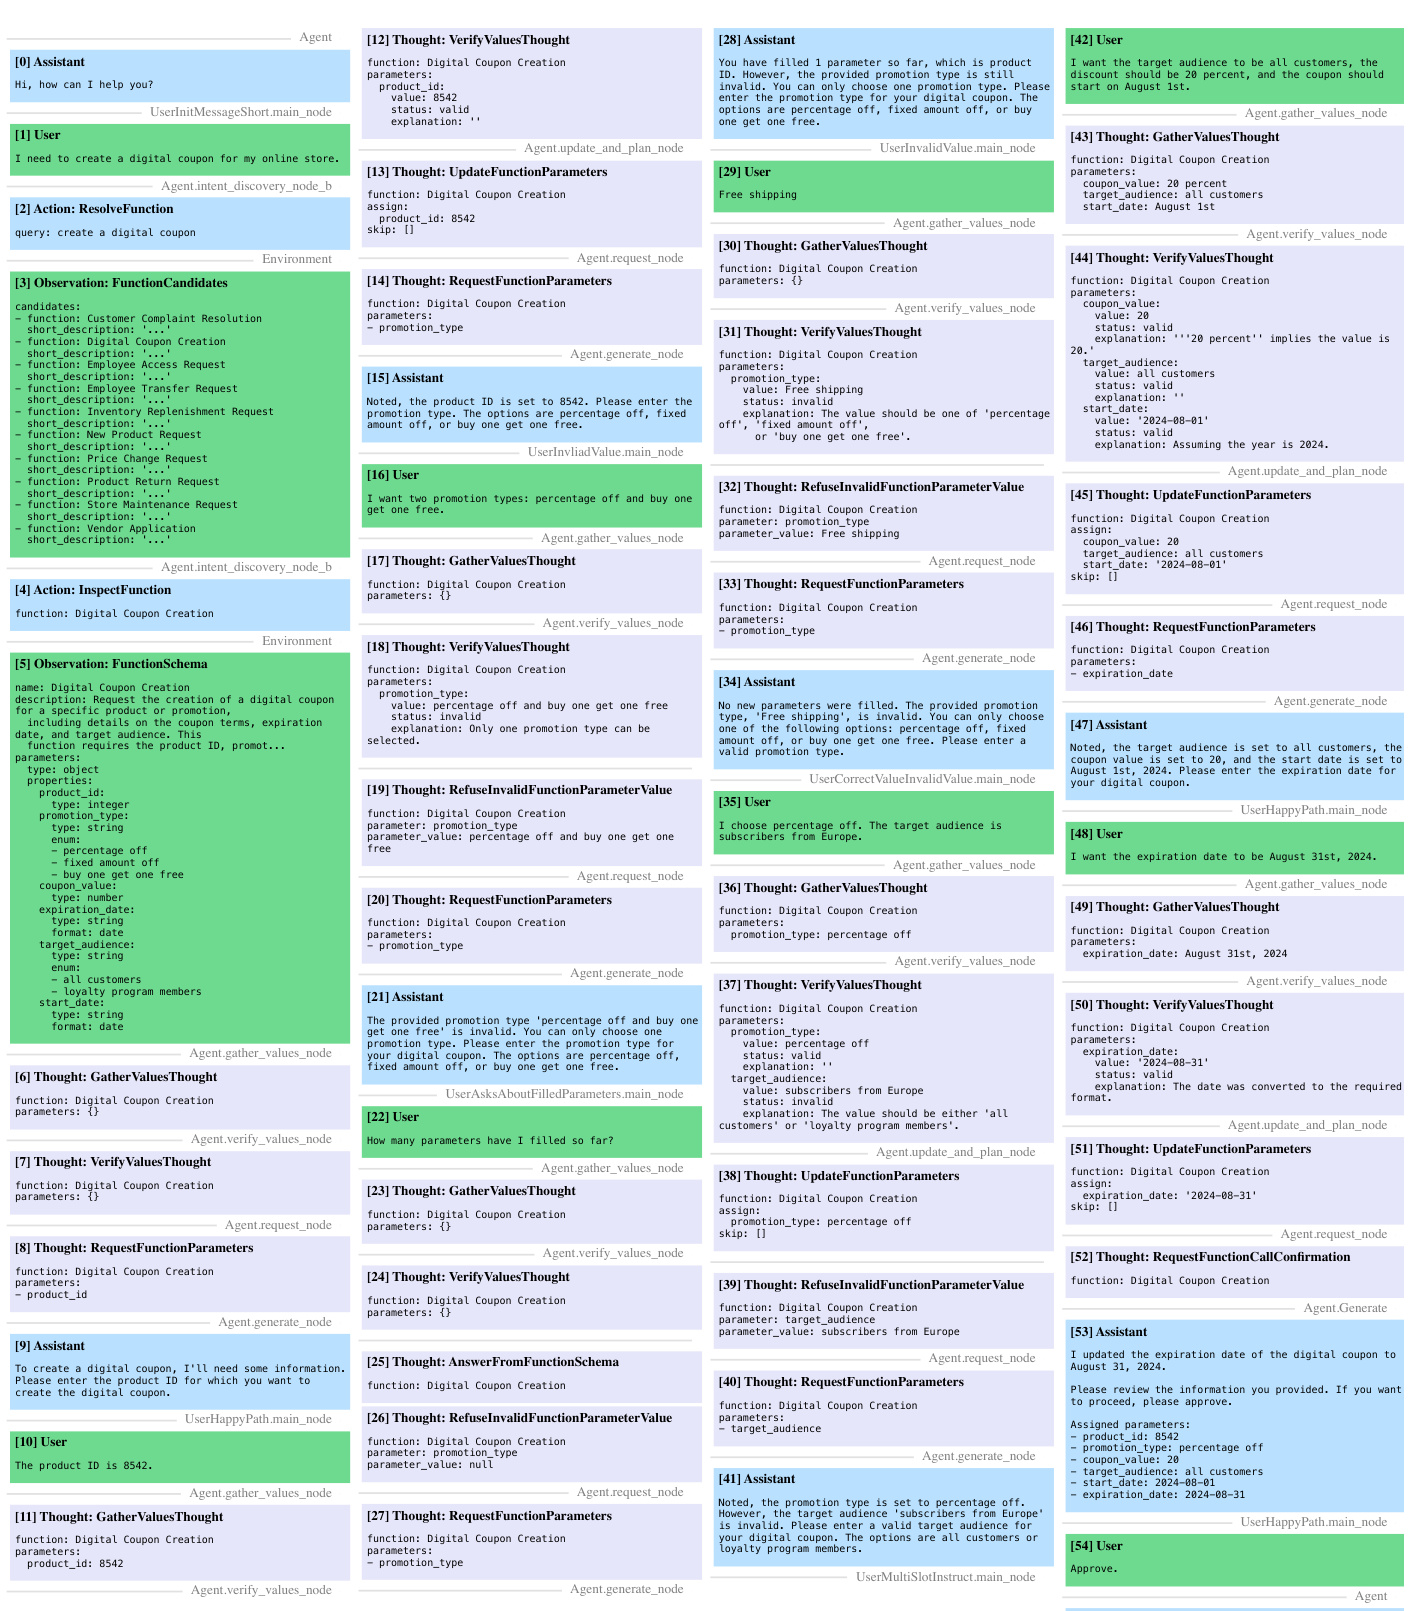 Agent
[0] Assistant
Hi, how can I help you?
UserInitMessageShort.main_node
[1] User
I need to create a digital coupon for my online store.
Agent.intent_discovery_node_b
[2] Action: ResolveFunction
query: create a digital coupon
Environment
[3] Observation: FunctionCandidates
candidates:
- function: Customer Complaint Resolution
short_description: '...'
- function: Digital Coupon Creation
short_description: '...'
- function: Employee Access Request
short_description: '...'
- function: Employee Transfer Request
short_description: '...'
- function: Inventory Replenishment Request
short_description: '...'
- function: New Product Request
short_description: '...'
- function: Price Change Request
short_description: '...'
- function: Product Return Request
short_description: '...'
- function: Store Maintenance Request
short_description: '...'
- function: Vendor Application
short_description: '...'
Agent.intent_discovery_node_b
[4] Action: InspectFunction
function: Digital Coupon Creation
Environment
[5] Observation: FunctionSchema
name: Digital Coupon Creation
description: Request the creation of a digital coupon
for a specific product or promotion,
including details on the coupon terms, expiration
date, and target audience. This
function requires the product ID, promot...
parameters:
type: object
properties:
product_id:
type: integer
promotion_type:
type: string
enum:
- percentage off
- fixed amount off
- buy one get one free
coupon_value:
type: number
expiration_date:
type: string
format: date
target_audience:
type: string
enum:
- all customers
- loyalty program members
start_date:
type: string
format: date
Agent.gather_values_node
[6] Thought: GatherValuesThought
function: Digital Coupon Creation
parameters: {}
Agent.verify_values_node
[7] Thought: VerifyValuesThought
function: Digital Coupon Creation
parameters: {}
Agent.request_node
[8] Thought: RequestFunctionParameters
function: Digital Coupon Creation
parameters:
- product_id
Agent.generate_node
[9] Assistant
To create a digital coupon, I'll need some information.
Please enter the product ID for which you want to
create the digital coupon.
UserHappyPath.main_node
[10] User
The product ID is 8542.
Agent.gather_values_node
[11] Thought: GatherValuesThought
function: Digital Coupon Creation
parameters:
product_id: 8542
Agent.verify_values_node
[12] Thought: VerifyValuesThought
function: Digital Coupon Creation
parameters:
product_id:
value: 8542
status: valid
explanation: ''
Agent.update_and_plan_node
[13] Thought: UpdateFunctionParameters
function: Digital Coupon Creation
assign:
product_id: 8542
skip: []
Agent.request_node
[14] Thought: RequestFunctionParameters
function: Digital Coupon Creation
parameters:
- promotion_type
Agent.generate_node
[15] Assistant
Noted, the product ID is set to 8542. Please enter the
promotion type. The options are percentage off, fixed
amount off, or buy one get one free.
UserInvliadValue.main_node
[16] User
I want two promotion types: percentage off and buy one
get one free.
Agent.gather_values_node
[17] Thought: GatherValuesThought
function: Digital Coupon Creation
parameters: {}
Agent.verify_values_node
[18] Thought: VerifyValuesThought
function: Digital Coupon Creation
parameters:
promotion_type:
value: percentage off and buy one get one free
status: invalid
explanation: Only one promotion type can be
selected.
[19] Thought: RefuseInvalidFunctionParameterValue
function: Digital Coupon Creation
parameter: promotion_type
parameter_value: percentage off and buy one get one
free
Agent.request_node
[20] Thought: RequestFunctionParameters
function: Digital Coupon Creation
parameters:
- promotion_type
Agent.generate_node
[21] Assistant
The provided promotion type 'percentage off and buy one
get one free' is invalid. You can only choose one
promotion type. Please enter the promotion type for
your digital coupon. The options are percentage off,
fixed amount off, or buy one get one free.
UserAsksAboutFilledParameters.main_node
[22] User
How many parameters have I filled so far?
Agent.gather_values_node
[23] Thought: GatherValuesThought
function: Digital Coupon Creation
parameters: {}
Agent.verify_values_node
[24] Thought: VerifyValuesThought
function: Digital Coupon Creation
parameters: {}
[25] Thought: AnswerFromFunctionSchema
function: Digital Coupon Creation
[26] Thought: RefuseInvalidFunctionParameterValue
function: Digital Coupon Creation
parameter: promotion_type
parameter_value: null
Agent.request_node
[27] Thought: RequestFunctionParameters
function: Digital Coupon Creation
parameters:
- promotion_type
Agent.generate_node
[28] Assistant
You have filled 1 parameter so far, which is product
ID. However, the provided promotion type is still
invalid. You can only choose one promotion type. Please
enter the promotion type for your digital coupon. The
options are percentage off, fixed amount off, or buy
one get one free.
UserInvalidValue.main_node
[29] User
Free shipping
Agent.gather_values_node
[30] Thought: GatherValuesThought
function: Digital Coupon Creation
parameters: {}
Agent.verify_values_node
[31] Thought: VerifyValuesThought
function: Digital Coupon Creation
parameters:
promotion_type:
value: Free shipping
status: invalid
explanation: The value should be one of 'percentage
off', 'fixed amount off',
or 'buy one get one free'.
[32] Thought: RefuseInvalidFunctionParameterValue
function: Digital Coupon Creation
parameter: promotion_type
parameter_value: Free shipping
Agent.request_node
[33] Thought: RequestFunctionParameters
function: Digital Coupon Creation
parameters:
- promotion_type
Agent.generate_node
[34] Assistant
No new parameters were filled. The provided promotion
type, 'Free shipping', is invalid. You can only choose
one of the following options: percentage off, fixed
amount off, or buy one get one free. Please enter a
valid promotion type.
UserCorrectValueInvalidValue.main_node
[35] User
I choose percentage off. The target audience is
subscribers from Europe.
Agent.gather_values_node
[36] Thought: GatherValuesThought
function: Digital Coupon Creation
parameters:
promotion_type: percentage off
Agent.verify_values_node
[37] Thought: VerifyValuesThought
function: Digital Coupon Creation
parameters:
promotion_type:
value: percentage off
status: valid
explanation: ''
target_audience:
value: subscribers from Europe
status: invalid
explanation: The value should be either 'all
customers' or 'loyalty program members'.
Agent.update_and_plan_node
[38] Thought: UpdateFunctionParameters
function: Digital Coupon Creation
assign:
promotion_type: percentage off
skip: []
[39] Thought: RefuseInvalidFunctionParameterValue
function: Digital Coupon Creation
parameter: target_audience
parameter_value: subscribers from Europe
Agent.request_node
[40] Thought: RequestFunctionParameters
function: Digital Coupon Creation
parameters:
- target_audience
Agent.generate_node
[41] Assistant
Noted, the promotion type is set to percentage off.
However, the target audience 'subscribers from Europe'
is invalid. Please enter a valid target audience for
your digital coupon. The options are all customers or
loyalty program members.
UserMultiSlotInstruct.main_node
[42] User
I want the target audience to be all customers, the
discount should be 20 percent, and the coupon should
start on August 1st.
Agent.gather_values_node
[43] Thought: GatherValuesThought
function: Digital Coupon Creation
parameters:
coupon_value: 20 percent
target_audience: all customers
start_date: August 1st
Agent.verify_values_node
[44] Thought: VerifyValuesThought
function: Digital Coupon Creation
parameters:
coupon_value:
value: 20
status: valid
explanation: '''20 percent'' implies the value is
20.'
target_audience:
value: all customers
status: valid
explanation: ''
start_date:
value: '2024-08-01'
status: valid
explanation: Assuming the year is 2024.
Agent.update_and_plan_node
[45] Thought: UpdateFunctionParameters
function: Digital Coupon Creation
assign:
coupon_value: 20
target_audience: all customers
start_date: '2024-08-01'
skip: []
Agent.request_node
[46] Thought: RequestFunctionParameters
function: Digital Coupon Creation
parameters:
- expiration_date
Agent.generate_node
[47] Assistant
Noted, the target audience is set to all customers, the
coupon value is set to 20, and the start date is set to
August 1st, 2024. Please enter the expiration date for
your digital coupon.
UserHappyPath.main_node
[48] User
I want the expiration date to be August 31st, 2024.
Agent.gather_values_node
[49] Thought: GatherValuesThought
function: Digital Coupon Creation
parameters:
expiration_date: August 31st, 2024
Agent.verify_values_node
[50] Thought: VerifyValuesThought
function: Digital Coupon Creation
parameters:
expiration_date:
value: '2024-08-31'
status: valid
explanation: The date was converted to the required
format.
Agent.update_and_plan_node
[51] Thought: UpdateFunctionParameters
function: Digital Coupon Creation
assign:
expiration_date: '2024-08-31'
skip: []
Agent.request_node
[52] Thought: RequestFunctionCallConfirmation
function: Digital Coupon Creation
Agent.Generate
[53] Assistant
I updated the expiration date of the digital coupon to
August 31, 2024.
Please review the information you provided. If you want
to proceed, please approve.
Assigned parameters:
- product_id: 8542
- promotion_type: percentage off
- coupon_value: 20
- target_audience: all customers
- start_date: 2024-08-01
- expiration_date: 2024-08-31
UserHappyPath.main_node
[54] User
Approve.
Agent